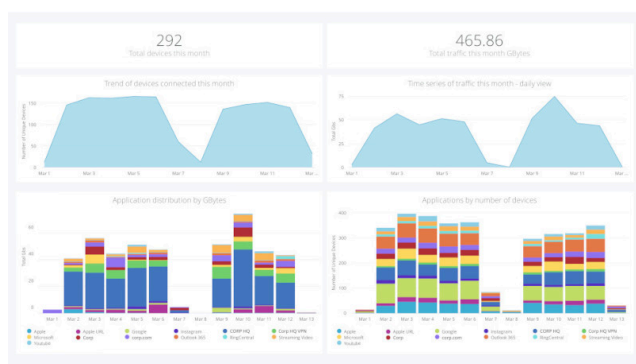 292
Total devices this month
465.86
Total traffic this month GBytes
Trend of devices connected this month
Number of Unique Devices
150
100
50
0
Mar 1 Mar 3 Mar 5 Mar 7 Mar 9 Mar 11 Mar ...
Time series of traffic this month - daily view
Total Gbs
75
50
25
0
Mar 1 Mar 3 Mar 5 Mar 7 Mar 9 Mar 11 Mar ...
Application distribution by GBytes
Total Gbs
60
40
20
0
Mar 1 Mar 2 Mar 3 Mar 4 Mar 5 Mar 6 Mar 7 Mar 8 Mar 9 Mar 10 Mar 11 Mar 12 Mar 13
Apple Apple URL Google Instagram CORP HQ Corp HQ VPN
Microsoft Corp corp.com Outlook 365 RingCentral Streaming Video
Youtube
Applications by number of devices
Number of Unique Devices
400
300
200
100
0
Mar 1 Mar 2 Mar 3 Mar 4 Mar 5 Mar 6 Mar 7 Mar 8 Mar 9 Mar 10 Mar 11 Mar 12 Mar 13
Apple Apple URL Google Instagram CORP HQ Corp HQ VPN
Microsoft Corp corp.com Outlook 365 RingCentral Streaming Video
Youtube